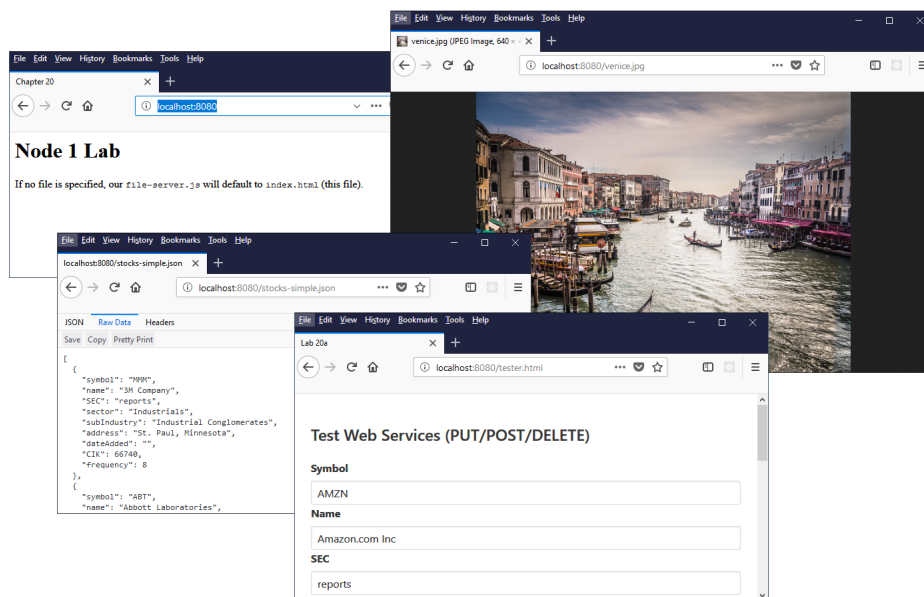 File Edit View History Bookmarks Tools Help
Chapter 20
localhost:8080
Node 1 Lab
If no file is specified, our file-server.js will default to index.html (this file).
File Edit View History Bookmarks Tools Help
venice.jpg (JPEG Image, 640 ×
localhost:8080/venice.jpg
File Edit View History Bookmarks Tools Help
localhost:8080/stocks-simple.json
localhost:8080/stocks-simple.json
JSON Raw Data Headers
Save Copy Pretty Print
[
{
"symbol": "MMM",
"name": "3M Company",
"SEC": "reports",
"sector": "Industrials",
"subIndustry": "Industrial Conglomerates",
"address": "St. Paul, Minnesota",
"dateAdded": "",
"CIK": 66740,
"frequency": 8
},
{
"symbol": "ABT",
"name": "Abbott Laboratories",
File Edit View History Bookmarks Tools Help
Lab 20a
localhost:8080/tester.html
Test Web Services (PUT/POST/DELETE)
Symbol
AMZN
Name
Amazon.com Inc
SEC
reports